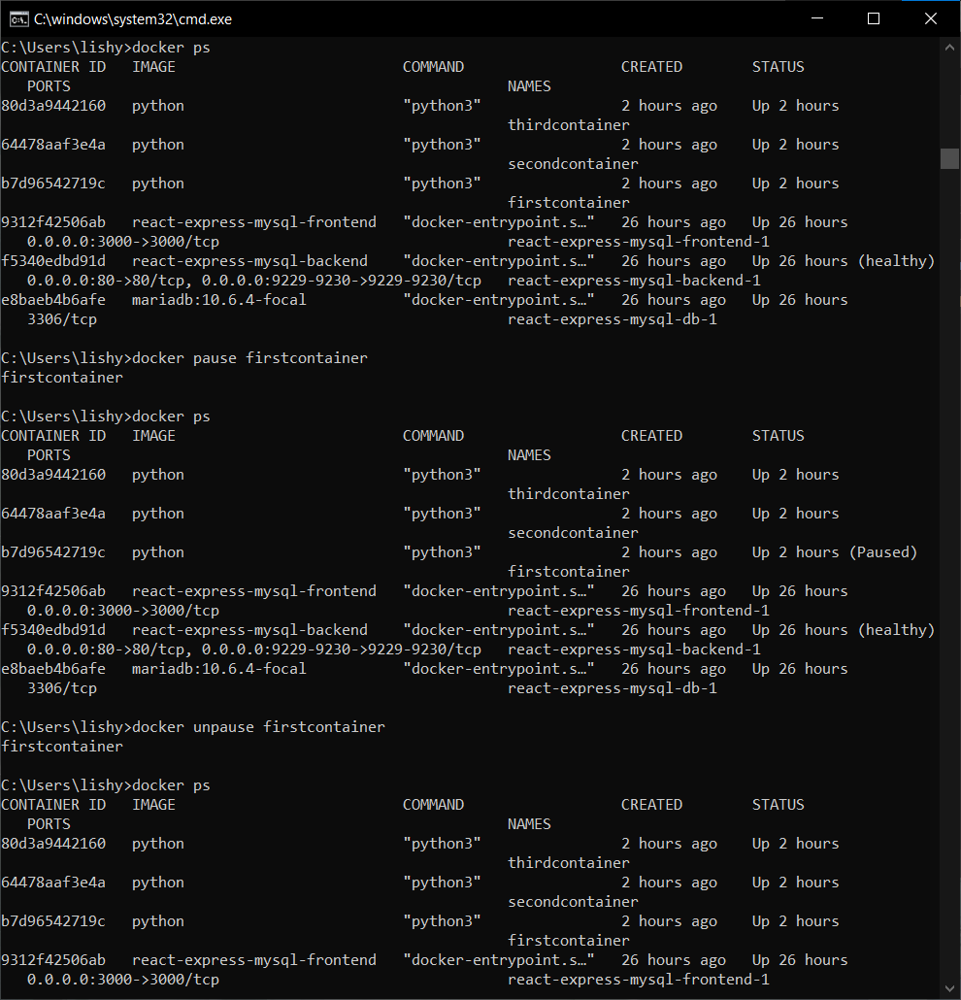 C:\windows\system32\cmd.exe
C:\Users\lishy>docker ps
CONTAINER ID   IMAGE                          COMMAND                  CREATED        STATUS
   PORTS                                                  NAMES
80d3a9442160   python                         "python3"                2 hours ago    Up 2 hours
                                                          thirdcontainer
64478aaf3e4a   python                         "python3"                2 hours ago    Up 2 hours
                                                          secondcontainer
b7d96542719c   python                         "python3"                2 hours ago    Up 2 hours
                                                          firstcontainer
9312f42506ab   react-express-mysql-frontend   "docker-entrypoint.s…"   26 hours ago   Up 26 hours
   0.0.0.0:3000->3000/tcp                                 react-express-mysql-frontend-1
f5340edbd91d   react-express-mysql-backend    "docker-entrypoint.s…"   26 hours ago   Up 26 hours (healthy)
   0.0.0.0:80->80/tcp, 0.0.0.0:9229-9230->9229-9230/tcp   react-express-mysql-backend-1
e8baeb4b6afe   mariadb:10.6.4-focal           "docker-entrypoint.s…"   26 hours ago   Up 26 hours
   3306/tcp                                               react-express-mysql-db-1
C:\Users\lishy>docker pause firstcontainer
firstcontainer
C:\Users\lishy>docker ps
CONTAINER ID   IMAGE                          COMMAND                  CREATED        STATUS
   PORTS                                                  NAMES
80d3a9442160   python                         "python3"                2 hours ago    Up 2 hours
                                                          thirdcontainer
64478aaf3e4a   python                         "python3"                2 hours ago    Up 2 hours
                                                          secondcontainer
b7d96542719c   python                         "python3"                2 hours ago    Up 2 hours (Paused)
                                                          firstcontainer
9312f42506ab   react-express-mysql-frontend   "docker-entrypoint.s…"   26 hours ago   Up 26 hours
   0.0.0.0:3000->3000/tcp                                 react-express-mysql-frontend-1
f5340edbd91d   react-express-mysql-backend    "docker-entrypoint.s…"   26 hours ago   Up 26 hours (healthy)
   0.0.0.0:80->80/tcp, 0.0.0.0:9229-9230->9229-9230/tcp   react-express-mysql-backend-1
e8baeb4b6afe   mariadb:10.6.4-focal           "docker-entrypoint.s…"   26 hours ago   Up 26 hours
   3306/tcp                                               react-express-mysql-db-1
C:\Users\lishy>docker unpause firstcontainer
firstcontainer
C:\Users\lishy>docker ps
CONTAINER ID   IMAGE                          COMMAND                  CREATED        STATUS
   PORTS                                                  NAMES
80d3a9442160   python                         "python3"                2 hours ago    Up 2 hours
                                                          thirdcontainer
64478aaf3e4a   python                         "python3"                2 hours ago    Up 2 hours
                                                          secondcontainer
b7d96542719c   python                         "python3"                2 hours ago    Up 2 hours
                                                          firstcontainer
9312f42506ab   react-express-mysql-frontend   "docker-entrypoint.s…"   26 hours ago   Up 26 hours
   0.0.0.0:3000->3000/tcp                                 react-express-mysql-frontend-1